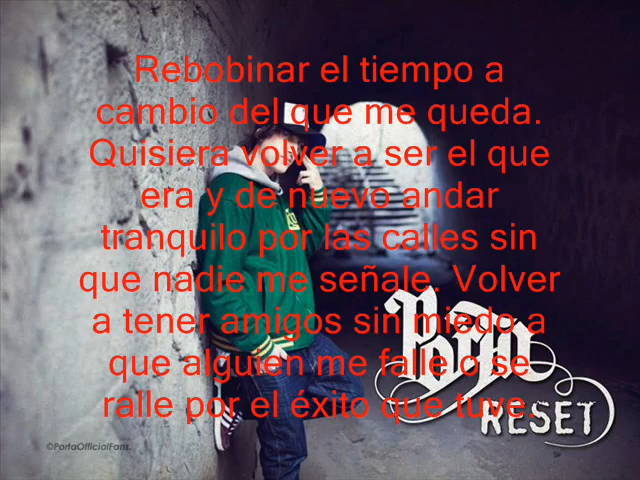 Rebobinar el tiempo a
cambio del que me queda.
Quisiera volver a ser el que
era y de nuevo andar
tranquilo por las calles sin
que nadie me señale. Volver
a tener amigos sin miedo a
que alguien me falle o se
ralle por el éxito que tuve.
Porta
RESET
©PortaOfficialFans.